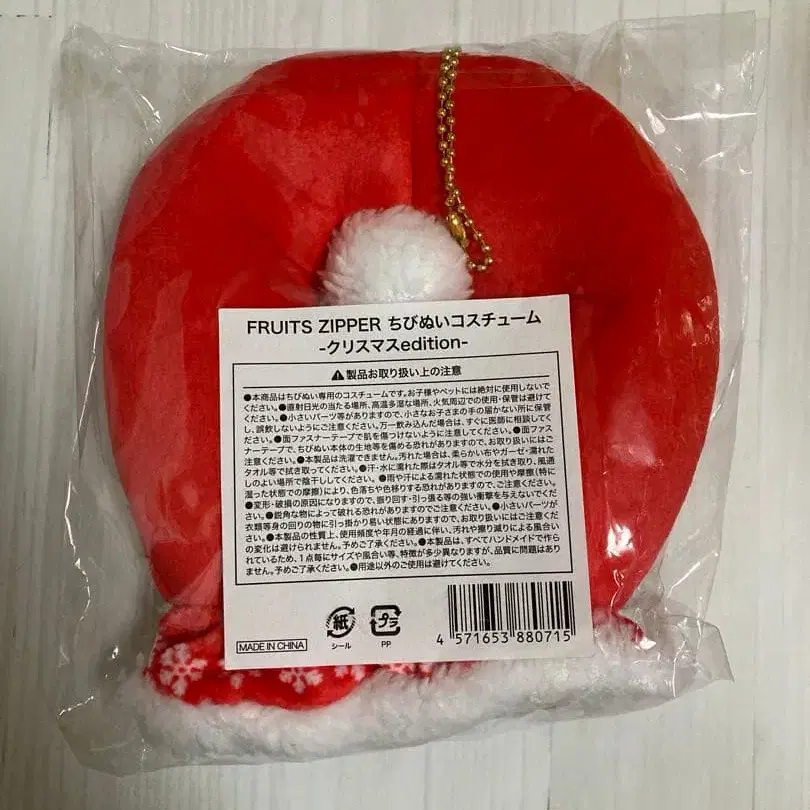 FRUITS ZIPPER ちびぬいコスチューム
-クリスマスedition-
⚠製品お取り扱い上の注意
●本商品はちびぬい専用のコスチュームです。お子様やペットには絶対に使用しないで
ください。●直射日光の当たる場所、高温多湿な場所、火気周辺での使用・保管は避けて
ください。●小さいパーツ等がありますので、小さなお子さまの手の届かない所に保管
し、誤飲しないようにご注意ください。万一飲み込んだ場合は、すぐに医師に相談してく
ださい。●面ファスナーテープで肌を傷つけないように注意してください。●面ファス
ナーテープで、ちびぬい本体の生地等を傷める恐れがありますので、お取り扱いにはご
注意ください。●本製品は洗濯できません。汚れた場合は、柔らかい布やガーゼ・濡れた
タオル等で拭き取ってください。●汗・水に濡れた際はタオル等で水分を拭き取り、風通
しのよい場所で陰干ししてください。●雨や汗による濡れた状態での使用や摩擦(特に
湿った状態での摩擦)により、色落ちや色移りする恐れがありますので、ご注意ください。
●変形・破損の原因になりますので、振り回す・引っ張る等の強い衝撃を与えないでくだ
さい。●鋭角な物によって破れる恐れがありますのでご注意ください。●小さいパーツが
衣類等身の回りの物に引っ掛かり易い状態にありますので、お取り扱いにはご注意くだ
さい。●本製品の性質上、使用頻度や年月の経過に伴い、汚れや擦り減りによる風合い
の変化は避けられません。予めご了承ください。●本製品は、すべてハンドメイドで作ら
れているため、1点毎にサイズや風合い等、特徴が多少異なりますが、品質に問題はあり
ません。予めご了承ください。●用途以外のご使用は避けてください。
MADE IN CHINA
紙
シール
プラ
PP
4 571653 880715